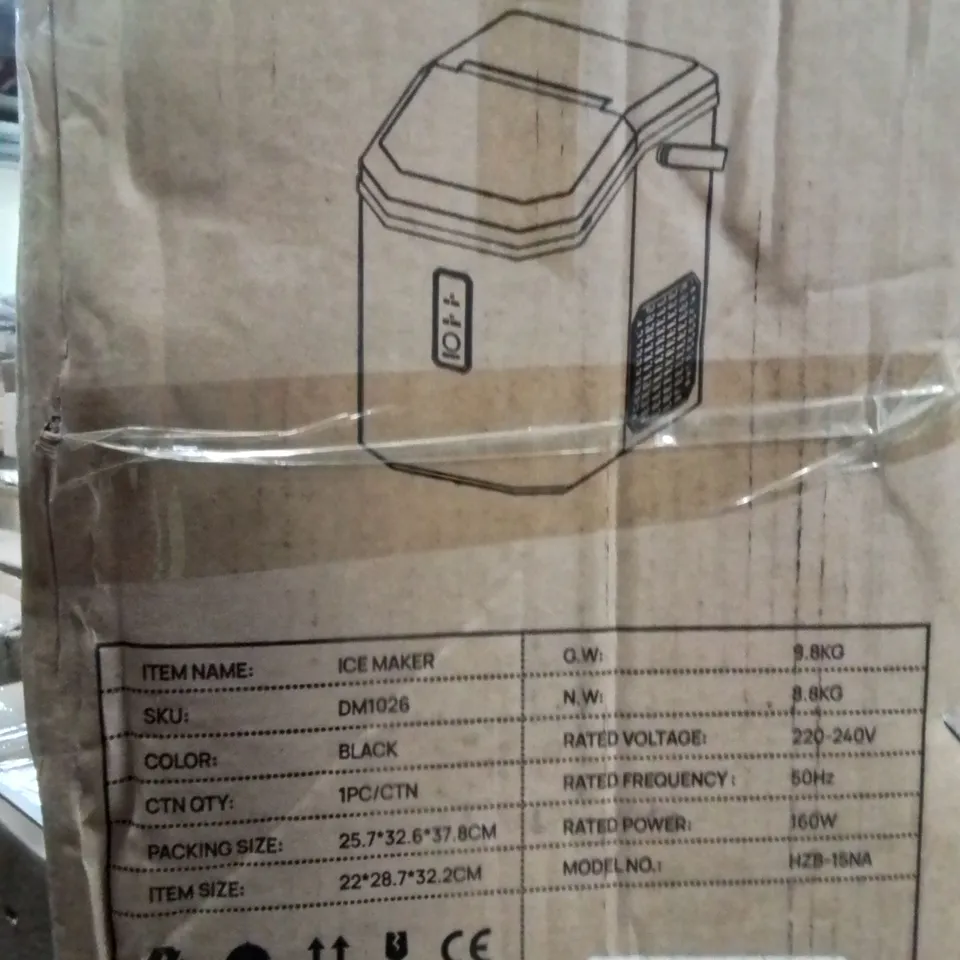 ITEM NAME: ICE MAKER
SKU: DM1026
COLOR: BLACK
CTN QTY: 1PC/CTN
PACKING SIZE: 25.7*32.6*37.8CM
ITEM SIZE: 22*28.7*32.2CM
G.W: 9.8KG
N.W: 8.8KG
RATED VOLTAGE: 220-240V
RATED FREQUENCY: 50Hz
RATED POWER: 160W
MODEL NO.: HZB-15NA
CE